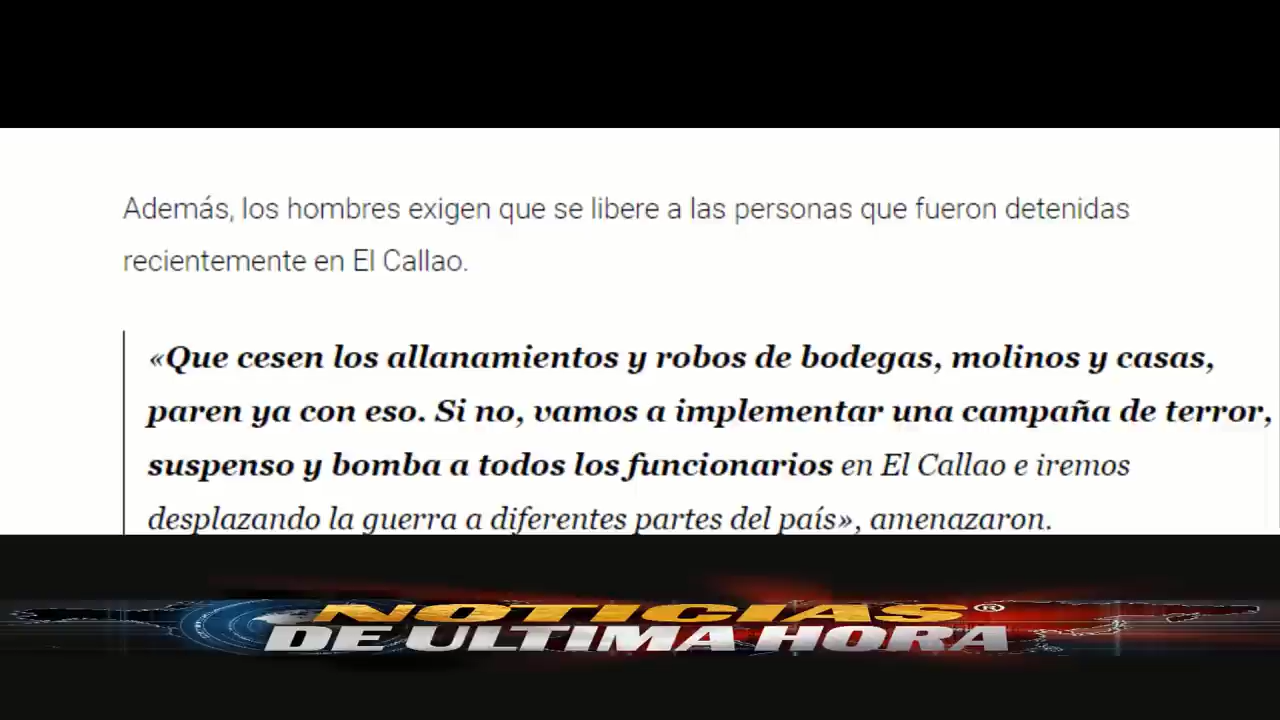 Además, los hombres exigen que se libere a las personas que fueron detenidas
recientemente en El Callao.
«Que cesen los allanamientos y robos de bodegas, molinos y casas,
paren ya con eso. Si no, vamos a implementar una campaña de terror,
suspenso y bomba a todos los funcionarios en El Callao e iremos
desplazando la guerra a diferentes partes del país», amenazaron.
NOTICIAS®
DE ULTIMA HORA